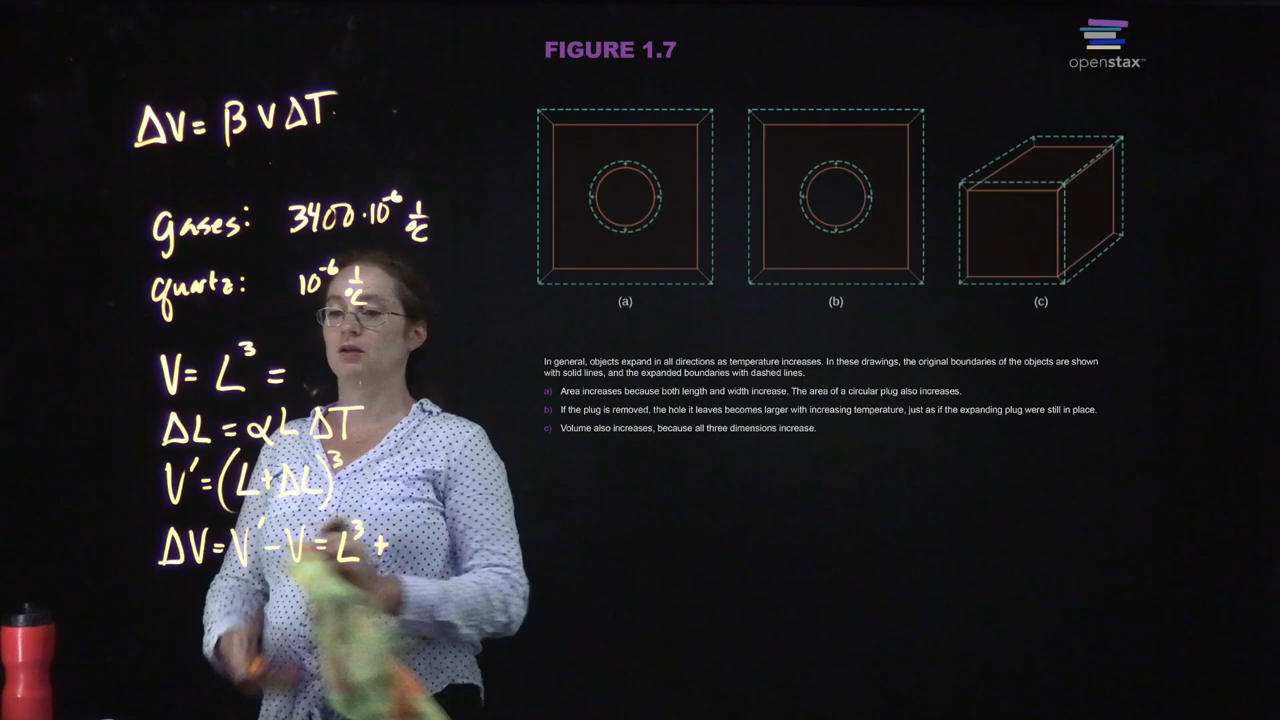 FIGURE 1.7
openstax™
ΔV = β V ΔT
gases: 3400 · 10⁻⁶ 1/°C
quartz: 10⁻⁶ 1/°C
V = L³ =
ΔL = αL ΔT
V' = (L + ΔL)³
ΔV = V' − V = L³ +
(a) (b) (c)
In general, objects expand in all directions as temperature increases. In these drawings, the original boundaries of the objects are shown
with solid lines, and the expanded boundaries with dashed lines.
a) Area increases because both length and width increase. The area of a circular plug also increases.
b) If the plug is removed, the hole it leaves becomes larger with increasing temperature, just as if the expanding plug were still in place.
c) Volume also increases, because all three dimensions increase.